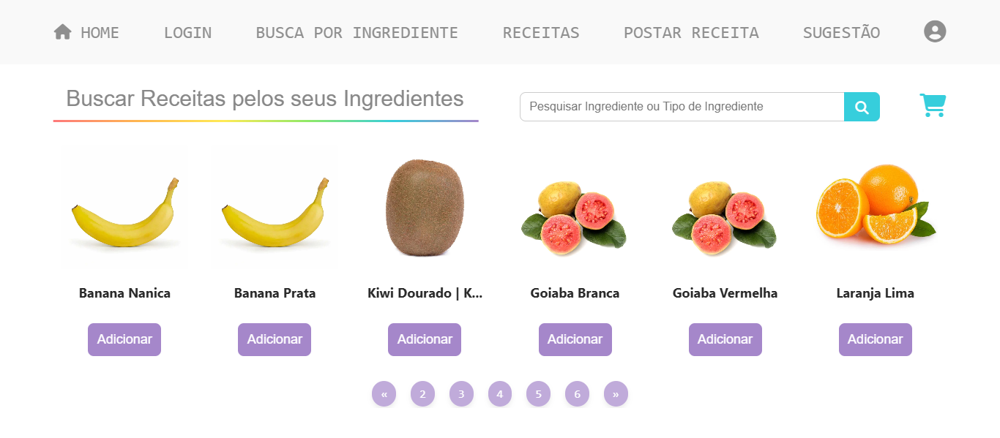 HOME LOGIN BUSCA POR INGREDIENTE RECEITAS POSTAR RECEITA SUGESTÃO
Buscar Receitas pelos seus Ingredientes
Pesquisar Ingrediente ou Tipo de Ingrediente
Banana Nanica Banana Prata Kiwi Dourado | K... Goiaba Branca Goiaba Vermelha Laranja Lima
Adicionar Adicionar Adicionar Adicionar Adicionar Adicionar
« 2 3 4 5 6 »